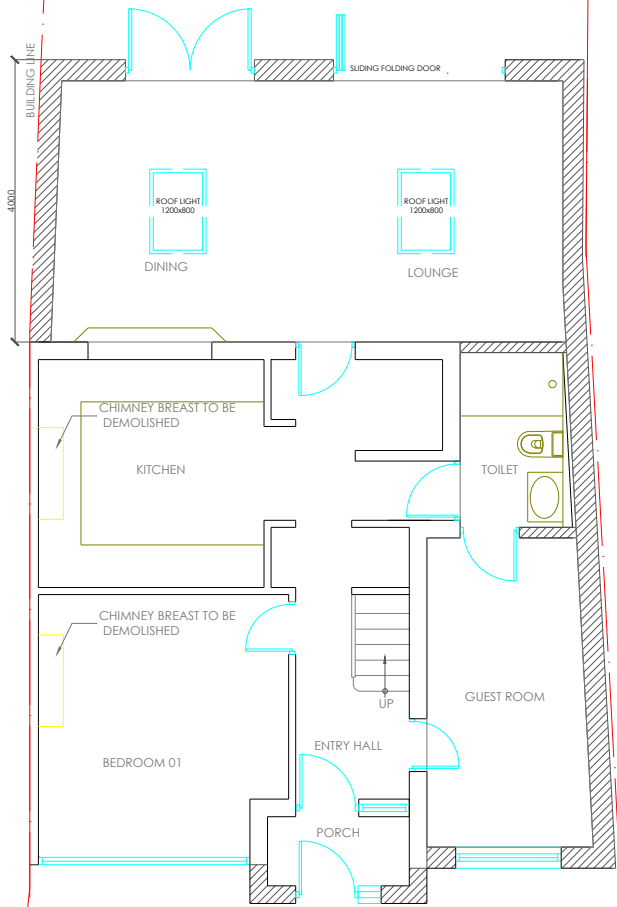 BUILDING LINE
SLIDING FOLDING DOOR
4000
ROOF LIGHT
1200x800
ROOF LIGHT
1200x800
DINING
LOUNGE
CHIMNEY BREAST TO BE
DEMOLISHED
KITCHEN
TOILET
CHIMNEY BREAST TO BE
DEMOLISHED
UP
GUEST ROOM
ENTRY HALL
BEDROOM 01
PORCH